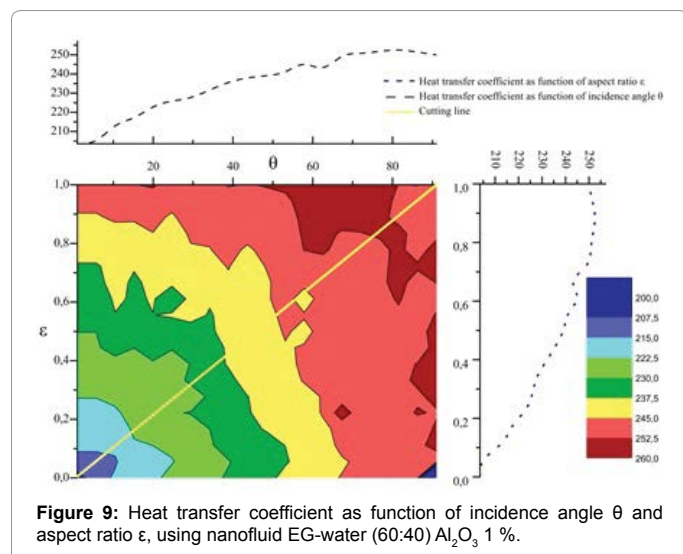 250
240
230
220
210
Heat transfer coefficient as function of aspect ratio ε
Heat transfer coefficient as function of incidence angle θ
Cutting line
20 40 60 80
θ
210 220 230 240 250
1,0
0,8
0,6
0,4
0,2
0,0
ε
1,0
0,8
0,6
0,4
0,2
0,0
200,0
207,5
215,0
222,5
230,0
237,5
245,0
252,5
260,0
Figure 9: Heat transfer coefficient as function of incidence angle θ and
aspect ratio ε, using nanofluid EG-water (60:40) Al₂O₃ 1 %.